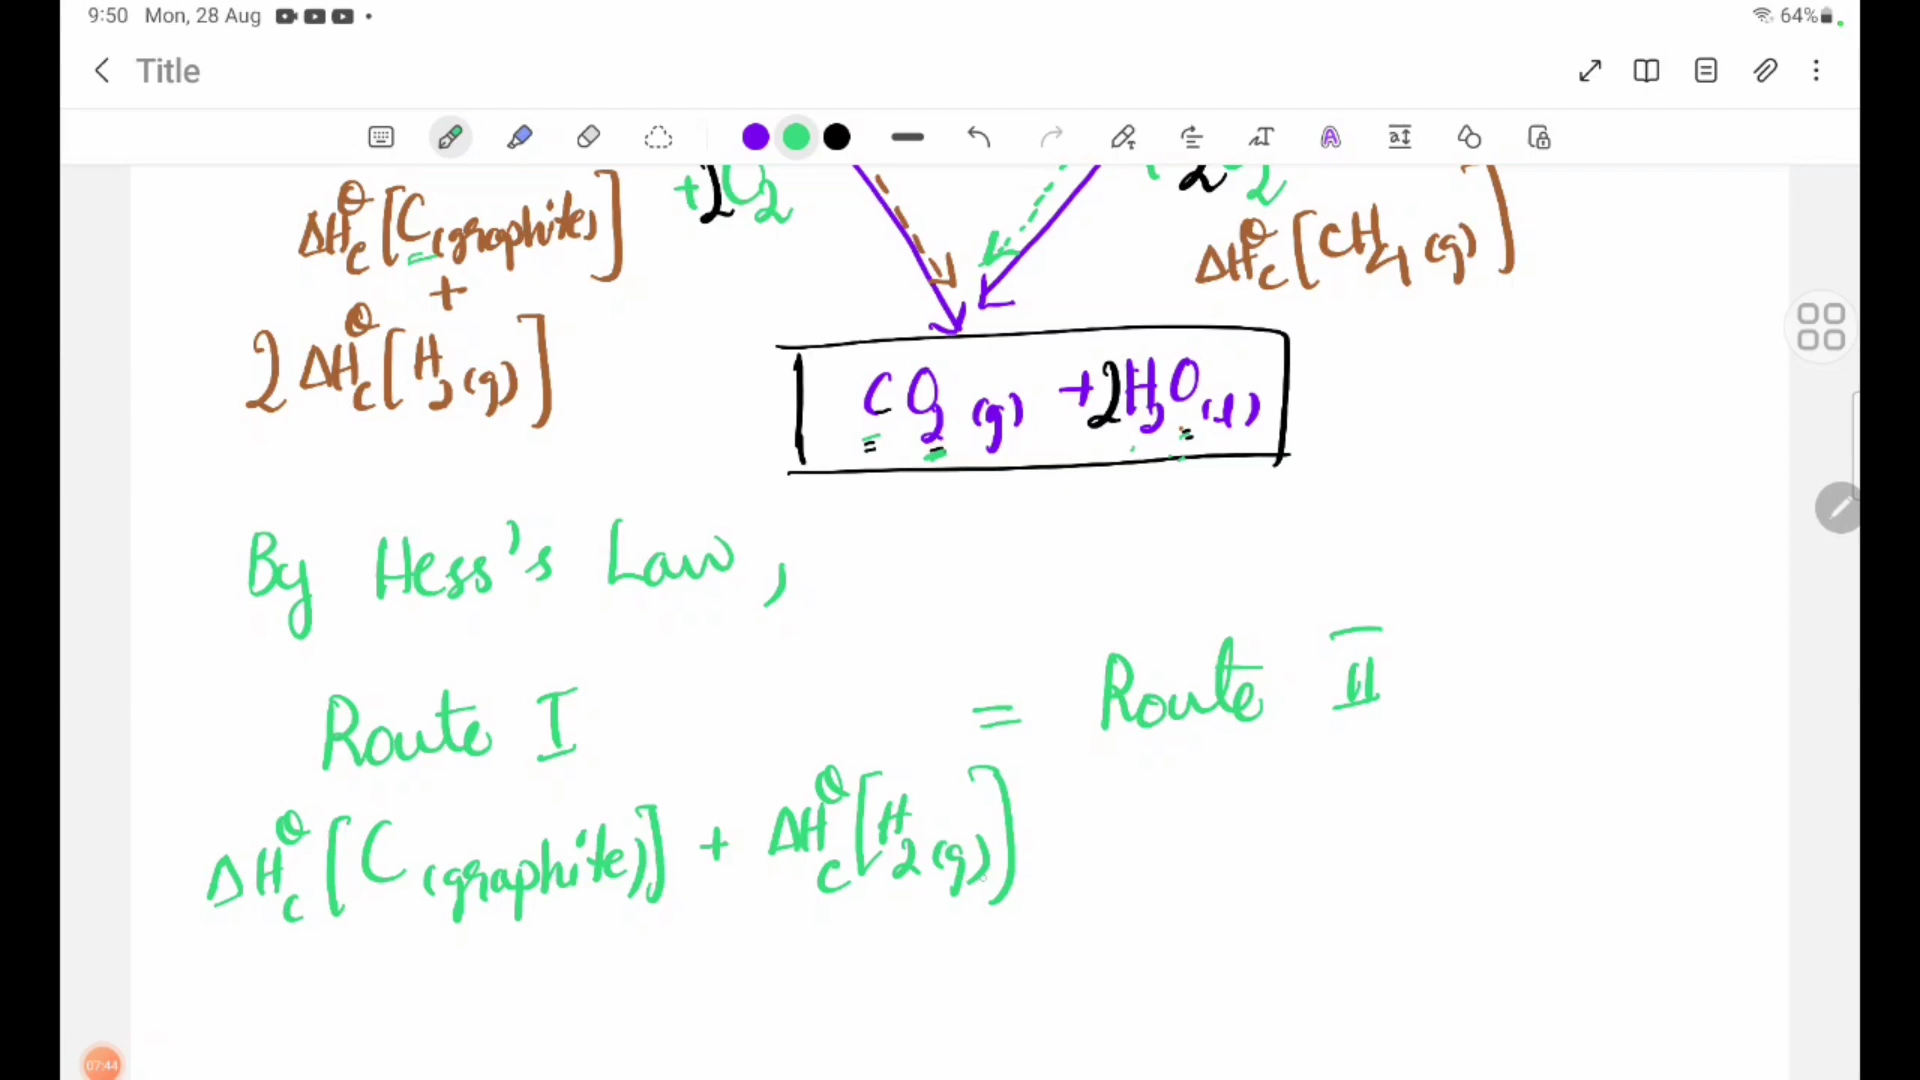 9:50 Mon, 28 Aug 64%
Title
+2O2 2O2
ΔH°c [C(graphite)] ΔH°c [CH4(g)]
+
2ΔH°c [H2(g)]
CO2(g) +2H2O(l)
By Hess's Law,
Route I = Route II
ΔH°c [C(graphite)] + ΔH°c [H2(g)]
07:44